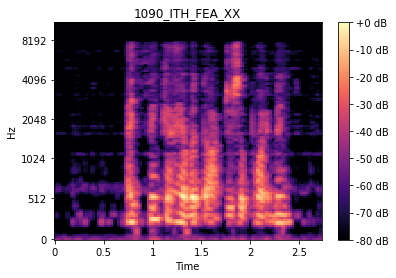 1090_ITH_FEA_XX
Hz
8192
4096
2048
1024
512
0
0 0.5 1 1.5 2 2.5
Time
+0 dB
-10 dB
-20 dB
-30 dB
-40 dB
-50 dB
-60 dB
-70 dB
-80 dB